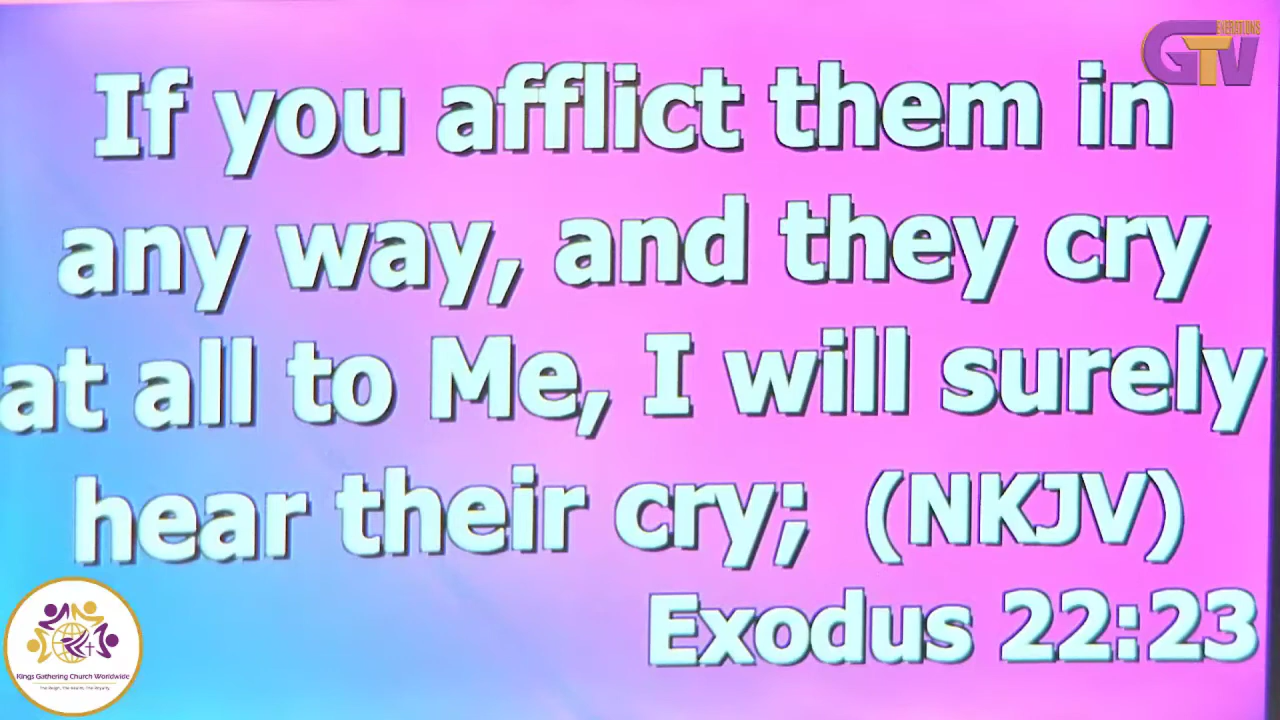 GENERATIONS
GTV
If you afflict them in
any way, and they cry
at all to Me, I will surely
hear their cry; (NKJV)
Exodus 22:23
Kings Gathering Church Worldwide